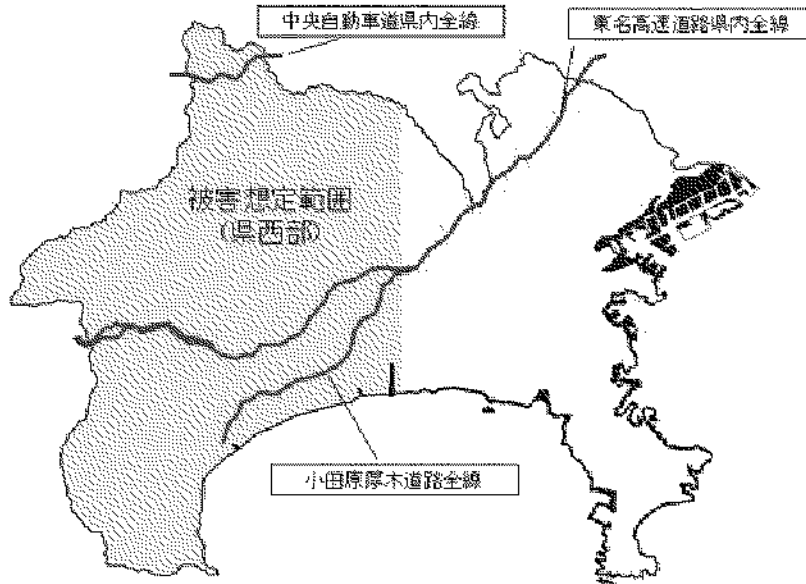 中央自動車道県内全線
東名高速道路県内全線
被害想定範囲
(県西部)
小田原厚木道路全線